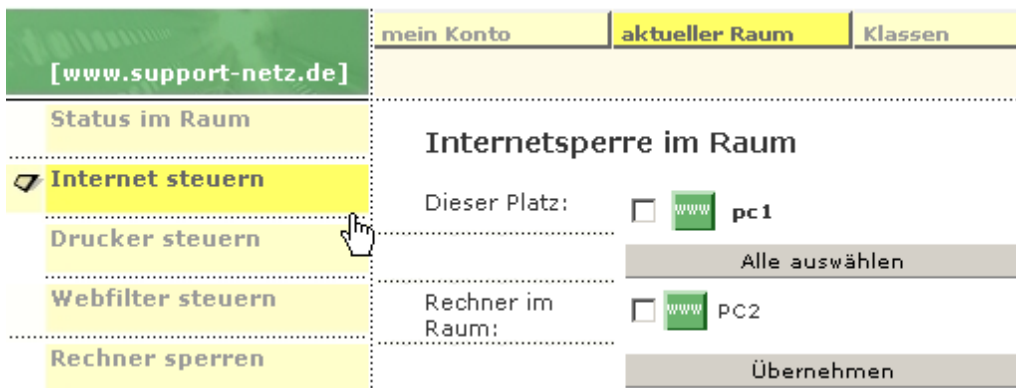 mein Konto
aktueller Raum
Klassen
[www.support-netz.de]
Status im Raum
Internet steuern
Drucker steuern
Webfilter steuern
Rechner sperren
Internetsperre im Raum
Dieser Platz:
www
pc1
Alle auswählen
Rechner im
Raum:
www
PC2
Übernehmen